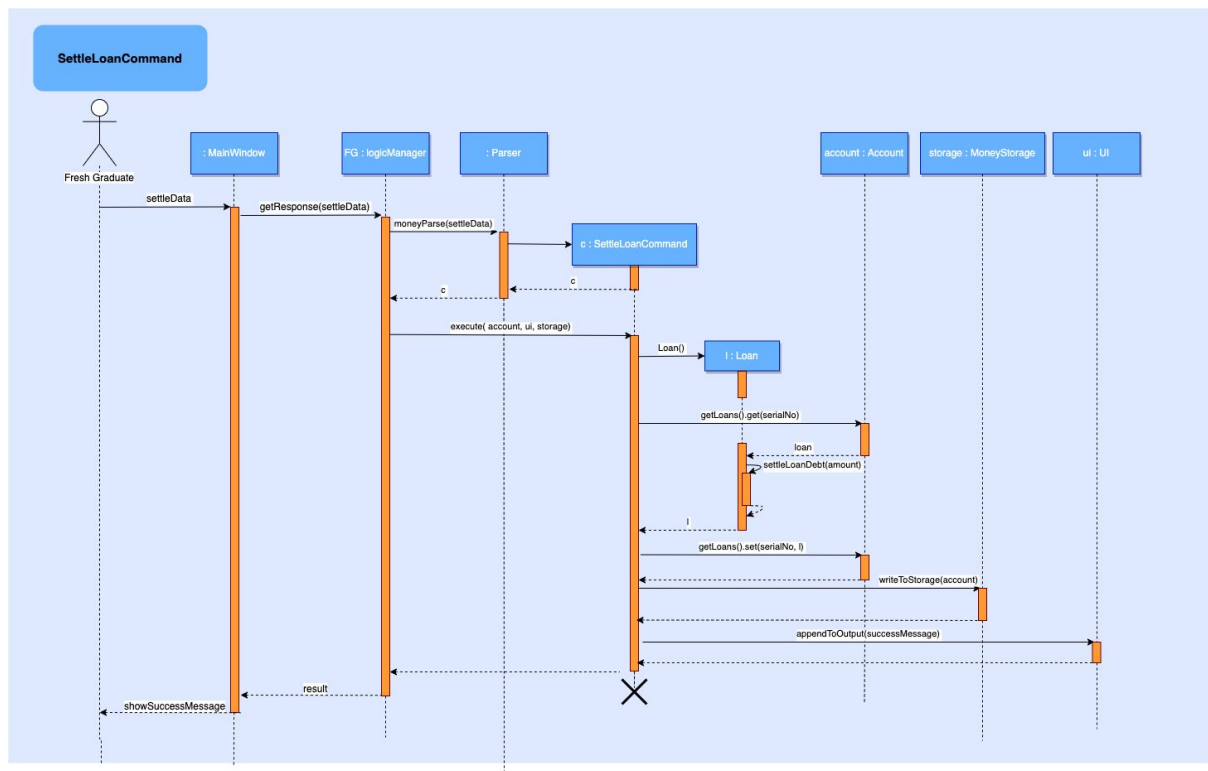 SettleLoanCommand
: MainWindow
FG : logicManager
: Parser
account : Account
storage : MoneyStorage
ui : UI
Fresh Graduate
settleData
getResponse(settleData)
moneyParse(settleData)
c : SettleLoanCommand
c
c
execute( account, ui, storage)
Loan()
l : Loan
getLoans().get(serialNo)
loan
settleLoanDebt(amount)
l
getLoans().set(serialNo, l)
writeToStorage(account)
appendToOutput(successMessage)
result
showSuccessMessage